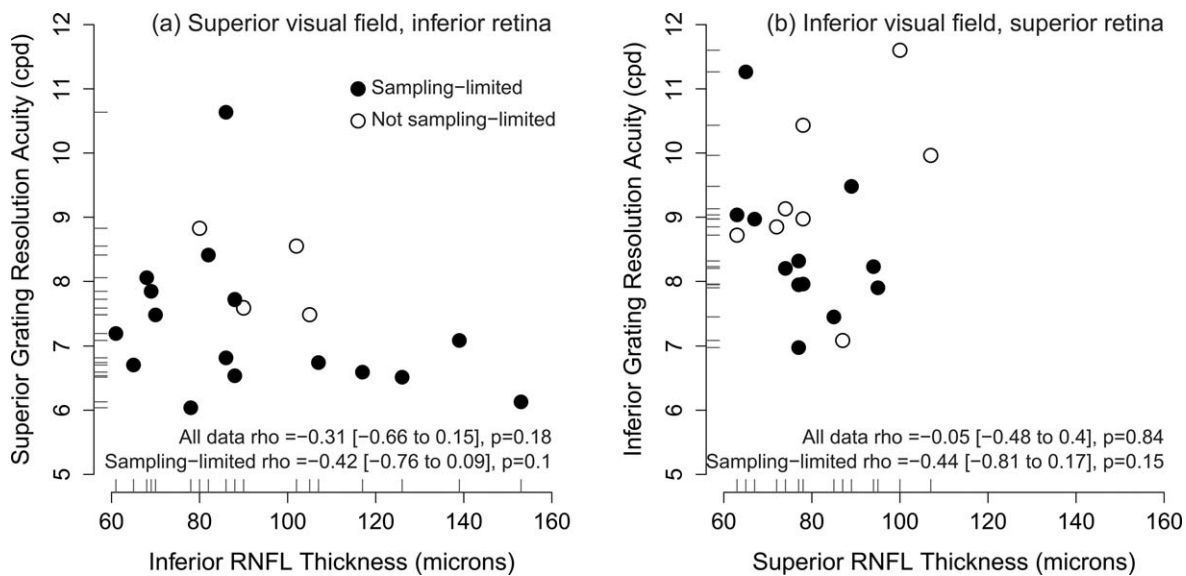 (a) Superior visual field, inferior retina
Superior Grating Resolution Acuity (cpd)
12
11
10
9
8
7
6
5
Sampling−limited
Not sampling−limited
All data rho =−0.31 [−0.66 to 0.15], p=0.18
Sampling−limited rho =−0.42 [−0.76 to 0.09], p=0.1
60 80 100 120 140 160
Inferior RNFL Thickness (microns)
(b) Inferior visual field, superior retina
Inferior Grating Resolution Acuity (cpd)
12
11
10
9
8
7
6
5
All data rho =−0.05 [−0.48 to 0.4], p=0.84
Sampling−limited rho =−0.44 [−0.81 to 0.17], p=0.15
60 80 100 120 140 160
Superior RNFL Thickness (microns)